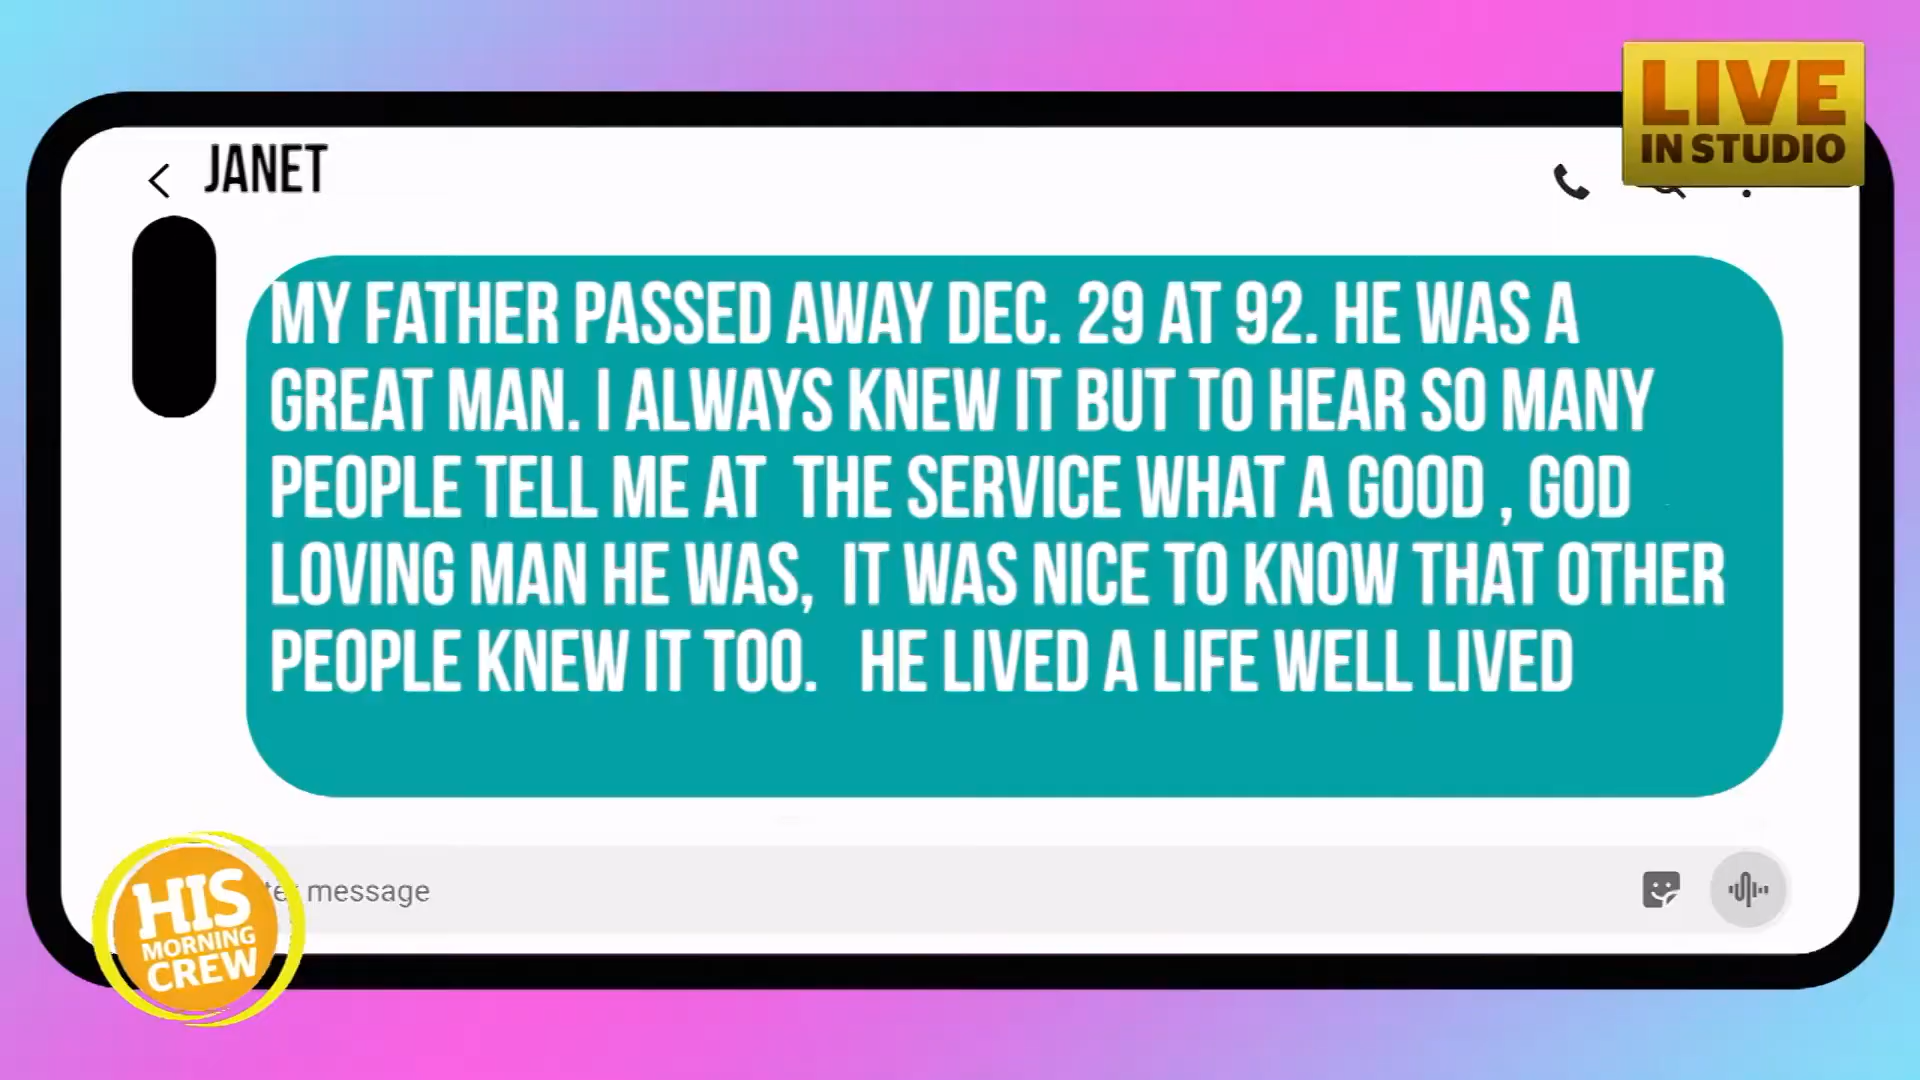 LIVE
IN STUDIO
JANET
MY FATHER PASSED AWAY DEC. 29 AT 92. HE WAS A
GREAT MAN. I ALWAYS KNEW IT BUT TO HEAR SO MANY
PEOPLE TELL ME AT  THE SERVICE WHAT A GOOD , GOD
LOVING MAN HE WAS,  IT WAS NICE TO KNOW THAT OTHER
PEOPLE KNEW IT TOO.   HE LIVED A LIFE WELL LIVED
message
HIS
MORNING
CREW